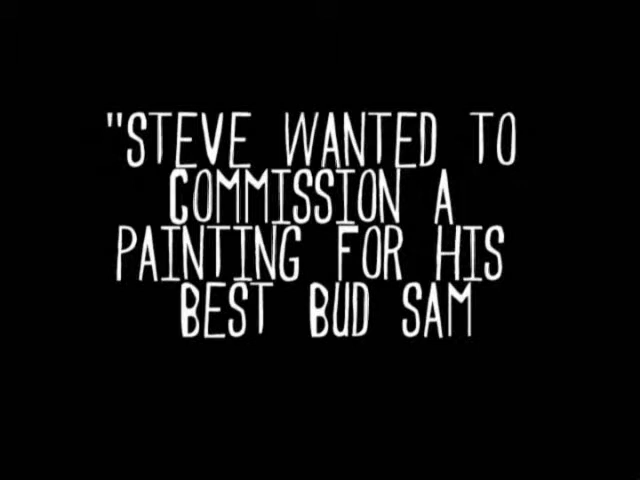 "STEVE WANTED TO
COMMISSION A
PAINTING FOR HIS
BEST BUD SAM